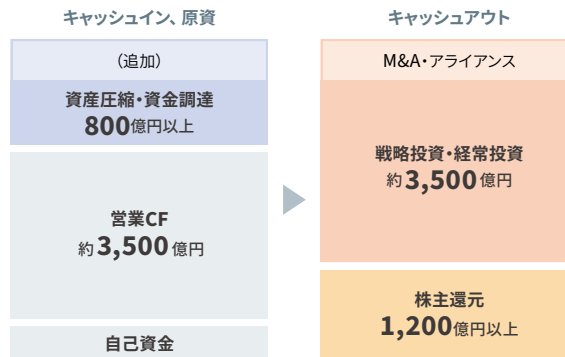 キャッシュイン、原資
（追加）
資産圧縮・資金調達
800億円以上
営業CF
約3,500億円
自己資金
キャッシュアウト
M&A・アライアンス
戦略投資・経常投資
約3,500億円
株主還元
1,200億円以上